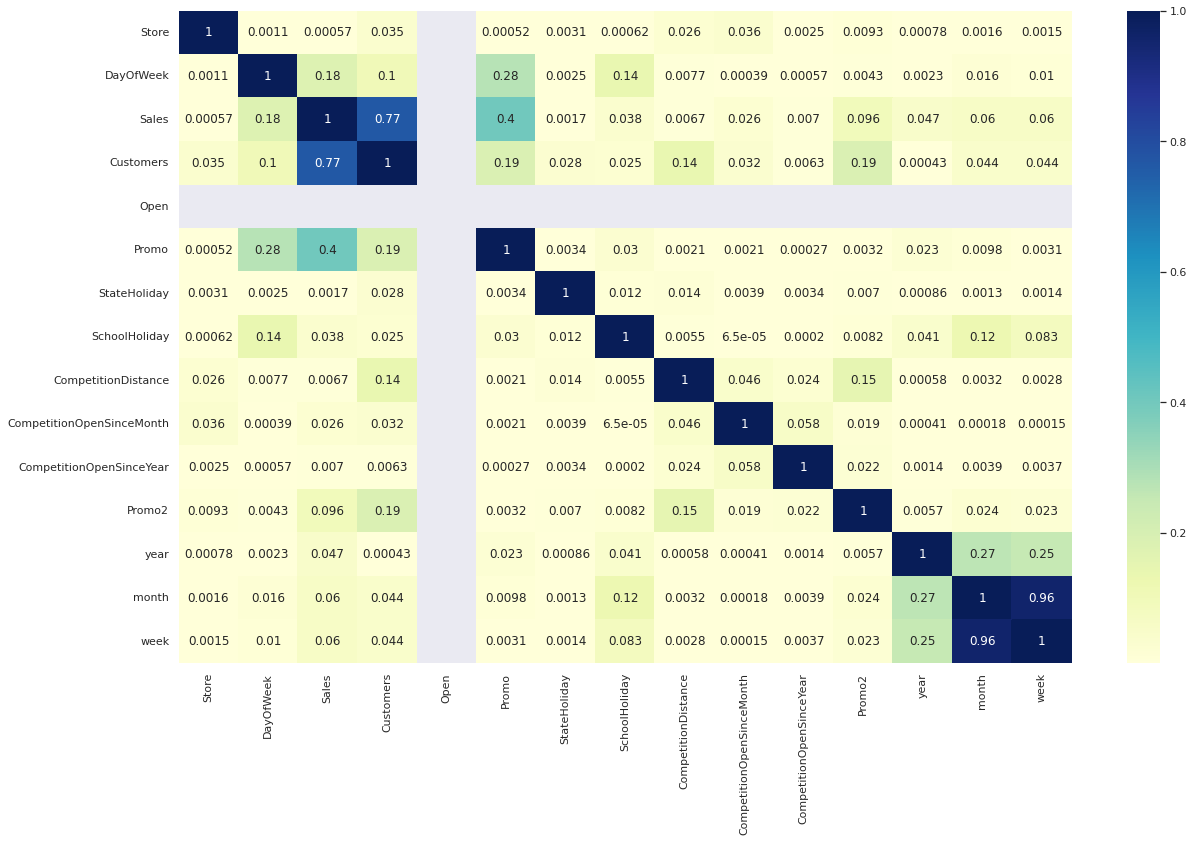 Store 1 0.0011 0.00057 0.035 0.00052 0.0031 0.00062 0.026 0.036 0.0025 0.0093 0.00078 0.0016 0.0015
DayOfWeek 0.0011 1 0.18 0.1 0.28 0.0025 0.14 0.0077 0.00039 0.00057 0.0043 0.0023 0.016 0.01
Sales 0.00057 0.18 1 0.77 0.4 0.0017 0.038 0.0067 0.026 0.007 0.096 0.047 0.06 0.06
Customers 0.035 0.1 0.77 1 0.19 0.028 0.025 0.14 0.032 0.0063 0.19 0.00043 0.044 0.044
Open
Promo 0.00052 0.28 0.4 0.19 1 0.0034 0.03 0.0021 0.0021 0.00027 0.0032 0.023 0.0098 0.0031
StateHoliday 0.0031 0.0025 0.0017 0.028 0.0034 1 0.012 0.014 0.0039 0.0034 0.007 0.00086 0.0013 0.0014
SchoolHoliday 0.00062 0.14 0.038 0.025 0.03 0.012 1 0.0055 6.5e-05 0.0002 0.0082 0.041 0.12 0.083
CompetitionDistance 0.026 0.0077 0.0067 0.14 0.0021 0.014 0.0055 1 0.046 0.024 0.15 0.00058 0.0032 0.0028
CompetitionOpenSinceMonth 0.036 0.00039 0.026 0.032 0.0021 0.0039 6.5e-05 0.046 1 0.058 0.019 0.00041 0.00018 0.00015
CompetitionOpenSinceYear 0.0025 0.00057 0.007 0.0063 0.00027 0.0034 0.0002 0.024 0.058 1 0.022 0.0014 0.0039 0.0037
Promo2 0.0093 0.0043 0.096 0.19 0.0032 0.007 0.0082 0.15 0.019 0.022 1 0.0057 0.024 0.023
year 0.00078 0.0023 0.047 0.00043 0.023 0.00086 0.041 0.00058 0.00041 0.0014 0.0057 1 0.27 0.25
month 0.0016 0.016 0.06 0.044 0.0098 0.0013 0.12 0.0032 0.00018 0.0039 0.024 0.27 1 0.96
week 0.0015 0.01 0.06 0.044 0.0031 0.0014 0.083 0.0028 0.00015 0.0037 0.023 0.25 0.96 1
Store
DayOfWeek
Sales
Customers
Open
Promo
StateHoliday
SchoolHoliday
CompetitionDistance
CompetitionOpenSinceMonth
CompetitionOpenSinceYear
Promo2
year
month
week
1.0
0.8
0.6
0.4
0.2